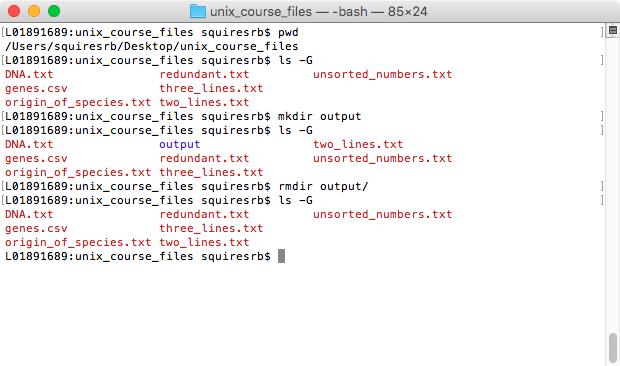 unix_course_files — -bash — 85×24
[L01891689:unix_course_files squiresrb$ pwd ]
/Users/squiresrb/Desktop/unix_course_files
[L01891689:unix_course_files squiresrb$ ls -G ]
DNA.txt redundant.txt unsorted_numbers.txt
genes.csv three_lines.txt
origin_of_species.txt two_lines.txt
[L01891689:unix_course_files squiresrb$ mkdir output ]
[L01891689:unix_course_files squiresrb$ ls -G ]
DNA.txt output two_lines.txt
genes.csv redundant.txt unsorted_numbers.txt
origin_of_species.txt three_lines.txt
[L01891689:unix_course_files squiresrb$ rmdir output/ ]
[L01891689:unix_course_files squiresrb$ ls -G ]
DNA.txt redundant.txt unsorted_numbers.txt
genes.csv three_lines.txt
origin_of_species.txt two_lines.txt
L01891689:unix_course_files squiresrb$